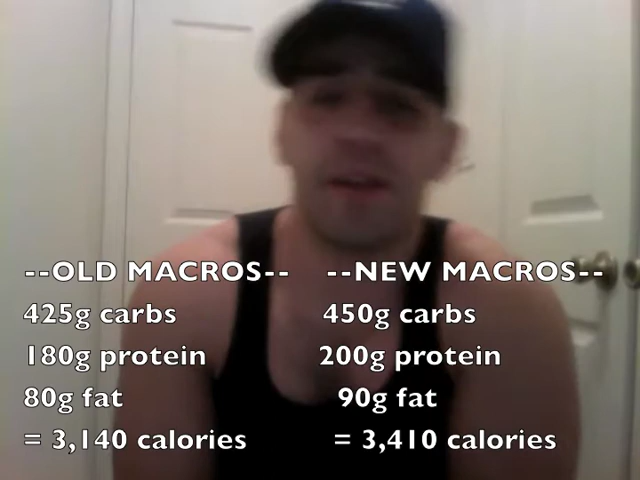 --OLD MACROS-- --NEW MACROS--
425g carbs 450g carbs
180g protein 200g protein
80g fat 90g fat
= 3,140 calories = 3,410 calories